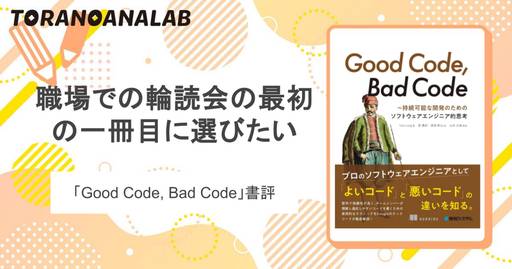 TORANOANALAB
職場での輪読会の最初
の一冊目に選びたい
「Good Code, Bad Code」書評
Good Code,
Bad Code
～持続可能な開発のための
ソフトウェアエンジニア的思考
プロのソフトウェアエンジニアとして
「よいコード」と「悪いコード」
の違いを知る。